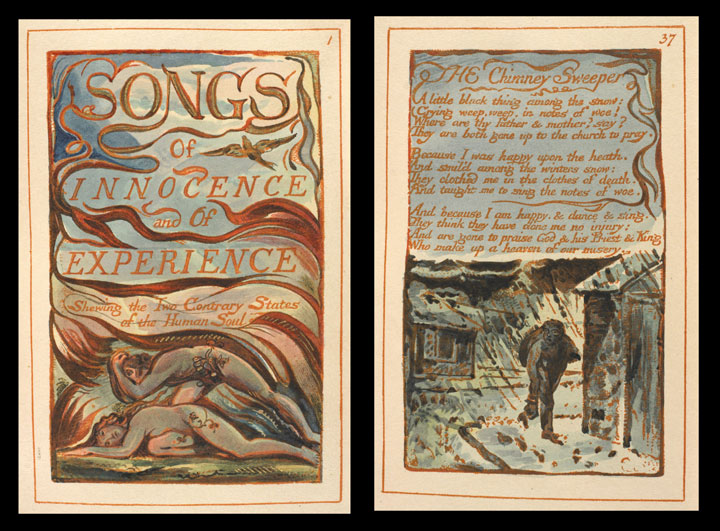 1
SONGS
Of
INNOCENCE
and Of
EXPERIENCE
Shewing the Two Contrary States
of the Human Soul
37
THE Chimney Sweeper
A little black thing among the snow:
Crying weep, weep, in notes of woe!
Where are thy father & mother? say?
They are both gone up to the church to pray.
Because I was happy upon the heath.
And smil'd among the winters snow:
They clothed me in the clothes of death.
And taught me to sing the notes of woe.
And because I am happy, & dance & sing.
They think they have done me no injury:
And are gone to praise God & his Priest & King
Who make up a heaven of our misery.